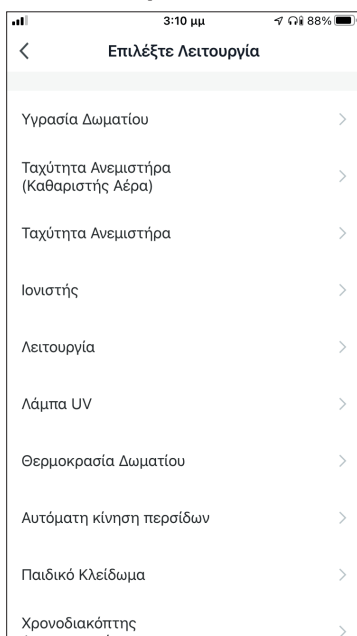 3:10 μμ 88%
Επιλέξτε Λειτουργία
Υγρασία Δωματίου
Ταχύτητα Ανεμιστήρα
(Καθαριστής Αέρα)
Ταχύτητα Ανεμιστήρα
Ιονιστής
Λειτουργία
Λάμπα UV
Θερμοκρασία Δωματίου
Αυτόματη κίνηση περσίδων
Παιδικό Κλείδωμα
Χρονοδιακόπτης